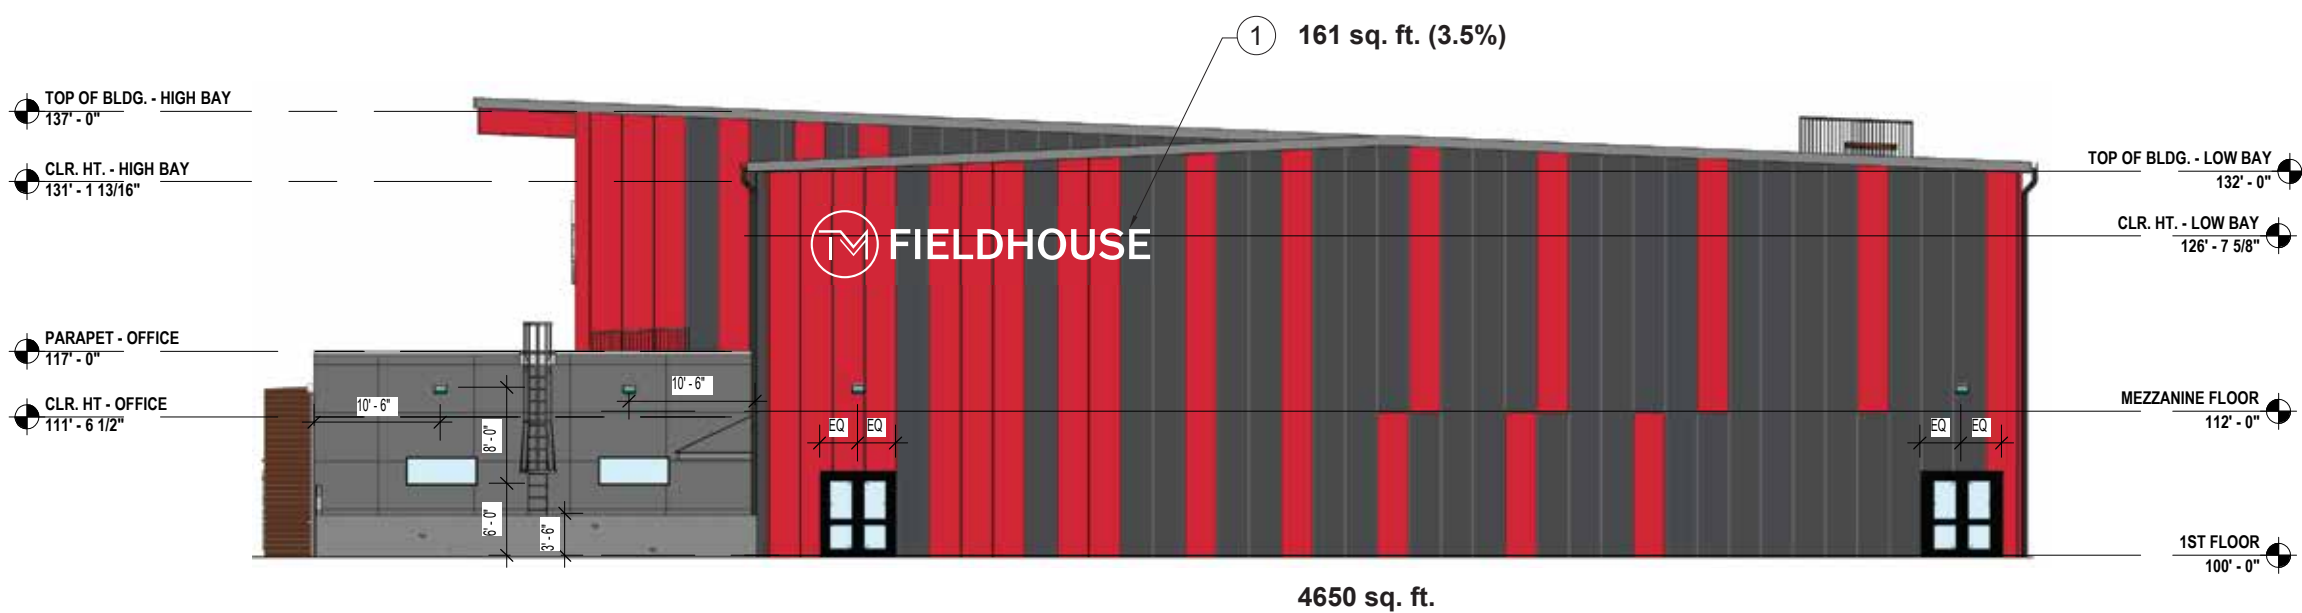 1 161 sq. ft. (3.5%)
TOP OF BLDG. - HIGH BAY
137' - 0"
CLR. HT. - HIGH BAY
131' - 1 13/16"
TOP OF BLDG. - LOW BAY
132' - 0"
CLR. HT. - LOW BAY
126' - 7 5/8"
TM FIELDHOUSE
PARAPET - OFFICE
117' - 0"
CLR. HT - OFFICE
111' - 6 1/2"
10' - 6"
10' - 6"
8' - 0"
6' - 0"
3' - 6"
EQ EQ
EQ EQ
MEZZANINE FLOOR
112' - 0"
1ST FLOOR
100' - 0"
4650 sq. ft.